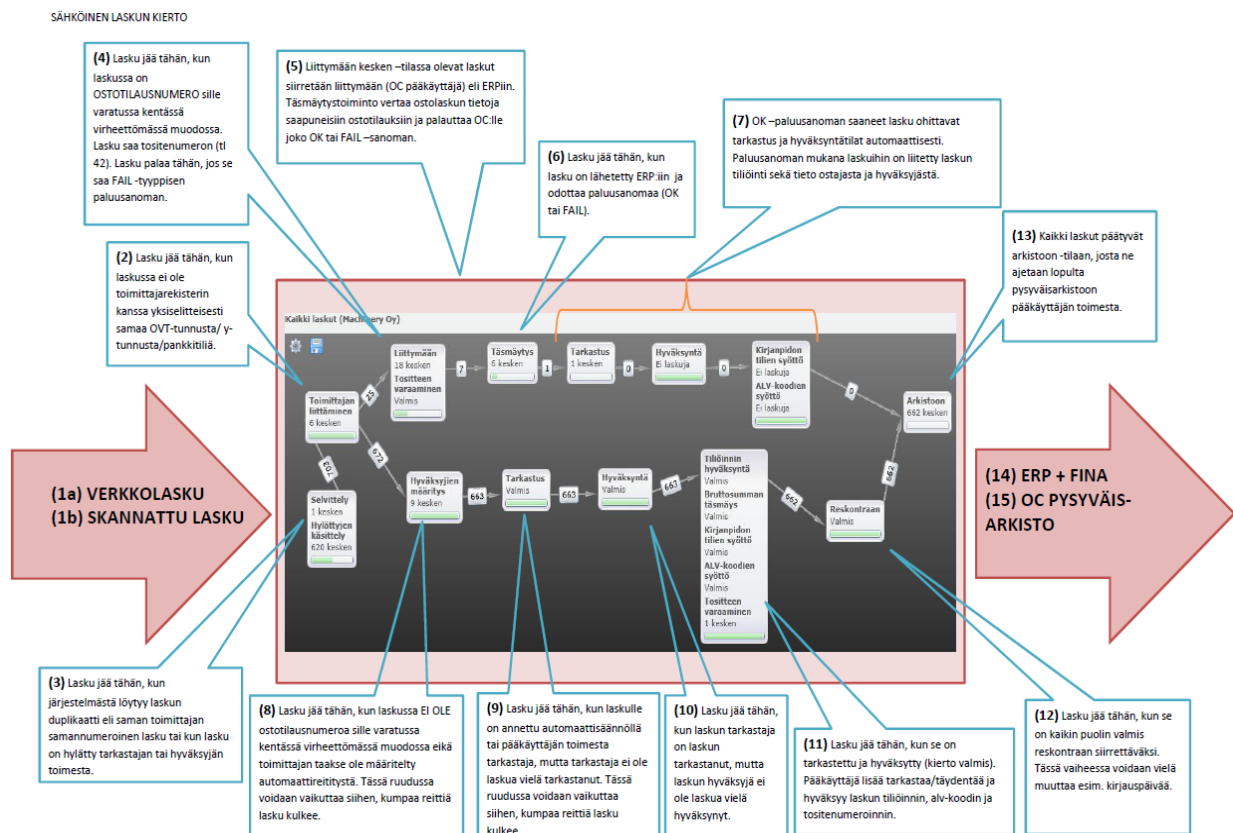 SÄHKÖINEN LASKUN KIERTO
(4) Lasku jää tähän, kun
laskussa on
OSTOTILAUSNUMERO sille
varatussa kentässä
virheettömässä muodossa.
Lasku saa tositenumeron (tl
42). Lasku palaa tähän, jos se
saa FAIL -tyyppisen
paluusanoman.
(5) Liittymään kesken –tilassa olevat laskut
siirretään liittymään (OC pääkäyttäjä) eli ERPiin.
Täsmäytystoiminto vertaa ostolaskun tietoja
saapuneisiin ostotilauksiin ja palauttaa OC:lle
joko OK tai FAIL –sanoman.
(6) Lasku jää tähän, kun
lasku on lähetetty ERP:iin ja
odottaa paluusanomaa (OK
tai FAIL).
(7) OK –paluusanoman saaneet lasku ohittavat
tarkastus ja hyväksyntätilat automaattisesti.
Paluusanoman mukana laskuihin on liitetty laskun
tiliöinti sekä tieto ostajasta ja hyväksyjästä.
(13) Kaikki laskut päätyvät
arkistoon -tilaan, josta ne
ajetaan lopulta
pysyväisarkistoon
pääkäyttäjän toimesta.
(2) Lasku jää tähän, kun
laskussa ei ole
toimittajarekisterin
kanssa yksiselitteisesti
samaa OVT-tunnusta/ y-
tunnusta/pankkitiliä.
Kaikki laskut (Machinery Oy)
Liittymään
18 kesken
Tositteen
varaaminen
Valmis
7
Täsmäytys
6 kesken
1
Tarkastus
1 kesken
0
Hyväksyntä
Ei laskuja
0
Kirjanpidon
tilien syöttö
Ei laskuja
ALV-koodien
syöttö
Ei laskuja
0
Arkistoon
662 kesken
Toimittajan
liittäminen
6 kesken
25
672
703
Selvittely
1 kesken
Hylättyjen
käsittely
620 kesken
Hyväksyjien
määritys
9 kesken
663
Tarkastus
Valmis
663
Hyväksyntä
Valmis
663
Tiliöinnin
hyväksyntä
Valmis
Bruttosumman
täsmäys
Valmis
Kirjanpidon
tilien syöttö
Valmis
ALV-koodien
syöttö
Valmis
Tositteen
varaaminen
1 kesken
662
Reskontraan
Valmis
662
(1a) VERKKOLASKU
(1b) SKANNATTU LASKU
(14) ERP + FINA
(15) OC PYSYVÄIS-
ARKISTO
(3) Lasku jää tähän, kun
järjestelmästä löytyy laskun
duplikaatti eli saman toimittajan
samannumeroinen lasku tai kun lasku
on hylätty tarkastajan tai hyväksyjän
toimesta.
(8) Lasku jää tähän, kun laskussa EI OLE
ostotilausnumeroa sille varatussa
kentässä virheettömässä muodossa eikä
toimittajan taakse ole määritelty
automaattireititystä. Tässä ruudussa
voidaan vaikuttaa siihen, kumpaa reittiä
lasku kulkee.
(9) Lasku jää tähän, kun laskulle
on annettu automaattisäännöllä
tai pääkäyttäjän toimesta
tarkastaja, mutta tarkastaja ei ole
laskua vielä tarkastanut. Tässä
ruudussa voidaan vaikuttaa
siihen, kumpaa reittiä lasku
kulkee.
(10) Lasku jää tähän,
kun laskun tarkastaja
on laskun
tarkastanut, mutta
laskun hyväksyjä ei
ole laskua vielä
hyväksynyt.
(11) Lasku jää tähän, kun se on
tarkastettu ja hyväksytty (kierto valmis).
Pääkäyttäjä lisää tarkastaa/täydentää ja
hyväksyy laskun tiliöinnin, alv-koodin ja
tositenumeroinnin.
(12) Lasku jää tähän, kun se
on kaikin puolin valmis
reskontraan siirrettäväksi.
Tässä vaiheessa voidaan vielä
muuttaa esim. kirjauspäivää.